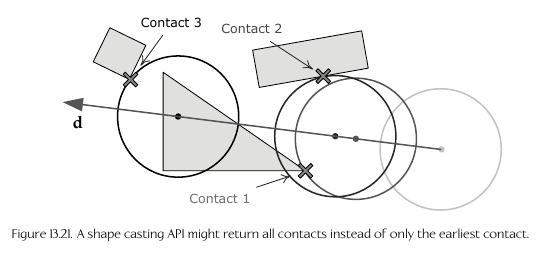 Contact 3
Contact 2
d
Contact 1
Figure 13.21. A shape casting API might return all contacts instead of only the earliest contact.